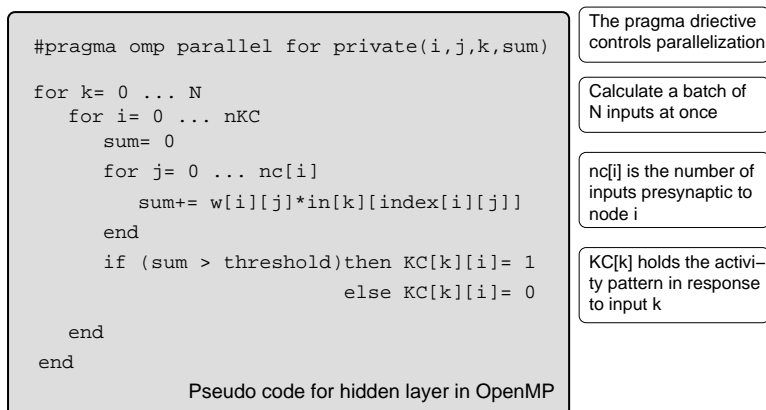 #pragma omp parallel for private(i,j,k,sum)
for k= 0 ... N
for i= 0 ... nKC
sum= 0
for j= 0 ... nc[i]
sum+= w[i][j]*in[k][index[i][j]]
end
if (sum > threshold)then KC[k][i]= 1
else KC[k][i]= 0
end
end
Pseudo code for hidden layer in OpenMP
The pragma driective
controls parallelization
Calculate a batch of
N inputs at once
nc[i] is the number of
inputs presynaptic to
node i
KC[k] holds the activi–
ty pattern in response
to input k